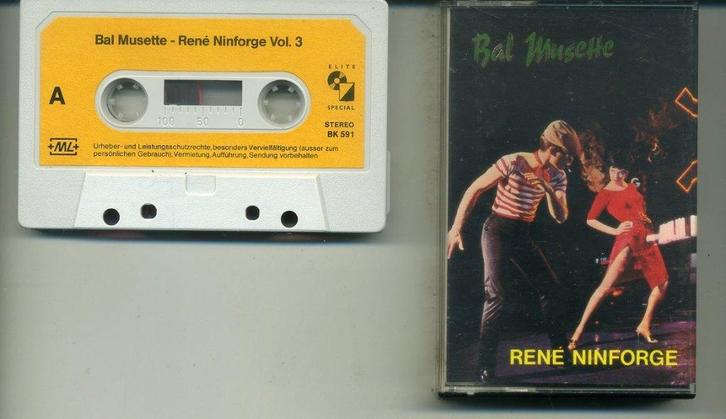 Bal Musette - René Ninforge Vol. 3
A
100 50 0
ELITE
SPECIAL
STEREO
BK 591
+ML+
Urheber- und Leistungsschutzrechte, besonders Vervielfältigung (ausser zum
persönlichen Gebrauch), Vermietung, Aufführung, Sendung vorbehalten
Bal Musette
RENÉ NINFORGE